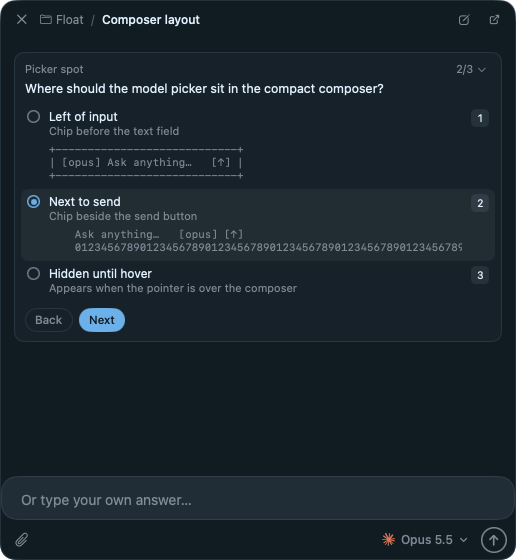 Float / Composer layout
Picker spot 2/3
Where should the model picker sit in the compact composer?
Left of input 1
Chip before the text field
+----------------------------+
| [opus] Ask anything…   [↑] |
+----------------------------+
Next to send 2
Chip beside the send button
Ask anything…   [opus] [↑]
012345678901234567890123456789012345678901234567890123456789
Hidden until hover 3
Appears when the pointer is over the composer
Back Next
Or type your own answer…
Opus 5.5